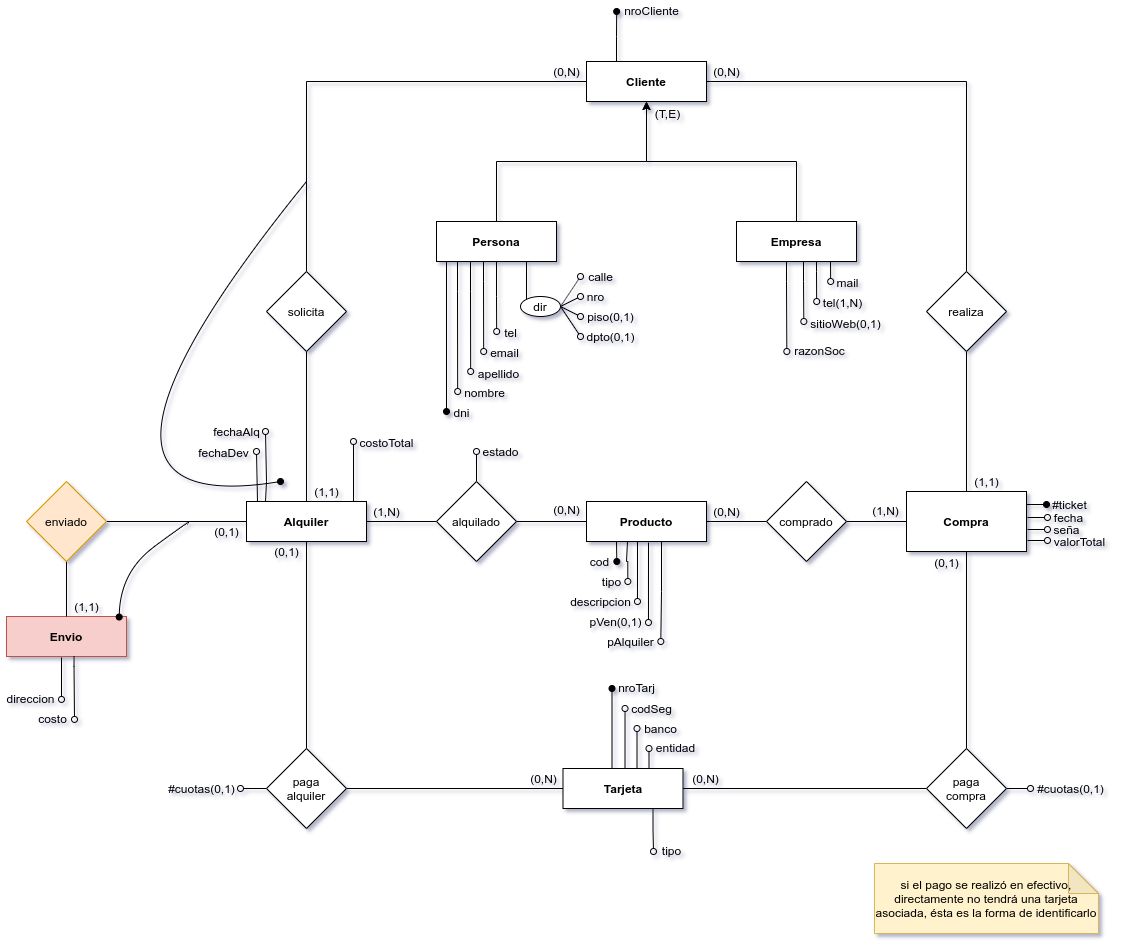 nroCliente
(0,N)
Cliente
(0,N)
(T,E)
Persona
Empresa
calle
nro
dir
piso(0,1)
dpto(0,1)
tel
email
apellido
nombre
dni
mail
tel(1,N)
sitioWeb(0,1)
razonSoc
solicita
realiza
fechaAlq
fechaDev
costoTotal
estado
(1,1)
(1,1)
enviado
(0,1)
Alquiler
(1,N)
alquilado
(0,N)
Producto
(0,N)
comprado
(1,N)
Compra
#ticket
fecha
seña
valorTotal
(0,1)
(0,1)
cod
tipo
descripcion
pVen(0,1)
pAlquiler
(1,1)
Envio
direccion
costo
nroTarj
codSeg
banco
entidad
#cuotas(0,1)
paga
alquiler
(0,N)
Tarjeta
(0,N)
paga
compra
#cuotas(0,1)
tipo
si el pago se realizó en efectivo,
directamente no tendrá una tarjeta
asociada, ésta es la forma de identificarlo